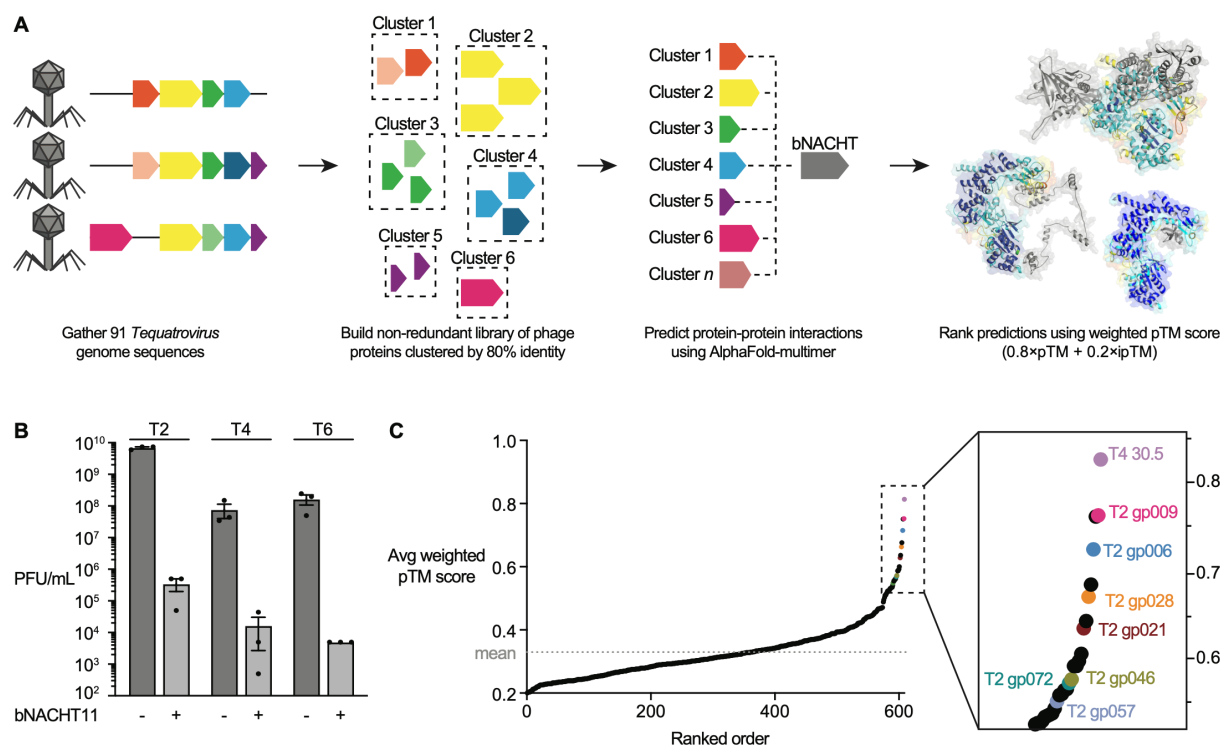 A
Cluster 1
Cluster 2
Cluster 3
Cluster 4
Cluster 5
Cluster 6
Cluster 1
Cluster 2
Cluster 3
Cluster 4
Cluster 5
Cluster 6
Cluster n
bNACHT
Gather 91 Tequatrovirus
genome sequences
Build non-redundant library of phage
proteins clustered by 80% identity
Predict protein-protein interactions
using AlphaFold-multimer
Rank predictions using weighted pTM score
(0.8×pTM + 0.2×ipTM)
B
T2 T4 T6
10^10
10^9
10^8
10^7
10^6
10^5
10^4
10^3
10^2
PFU/mL
bNACHT11 - + - + - +
C
1.0
0.8
0.6
0.4
0.2
Avg weighted
pTM score
mean
0 200 400 600
Ranked order
T4 30.5
T2 gp009
T2 gp006
T2 gp028
T2 gp021
T2 gp072
T2 gp046
T2 gp057
0.8
0.7
0.6